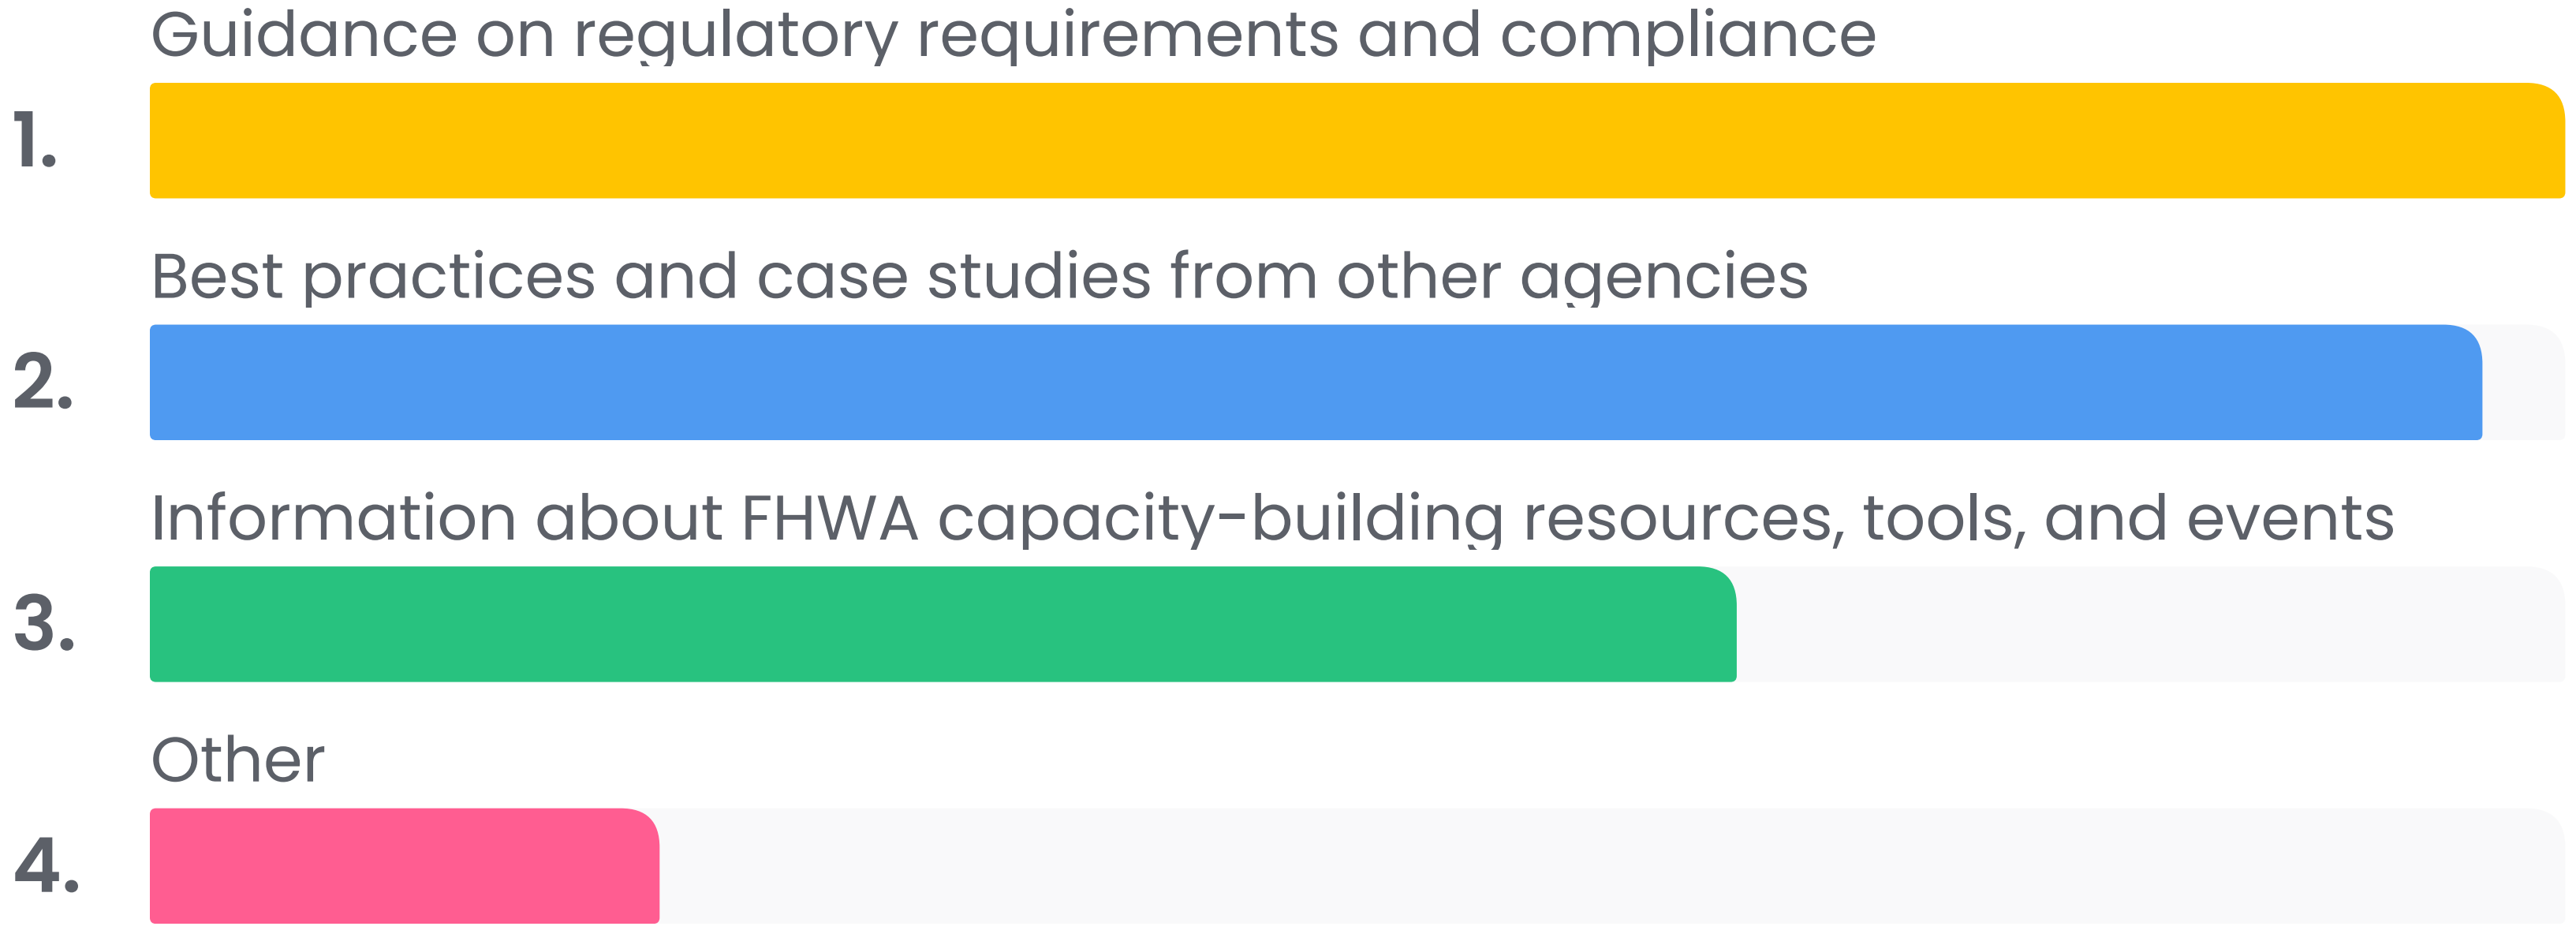 Guidance on regulatory requirements and compliance
1.
Best practices and case studies from other agencies
2.
Information about FHWA capacity-building resources, tools, and events
3.
Other
4.